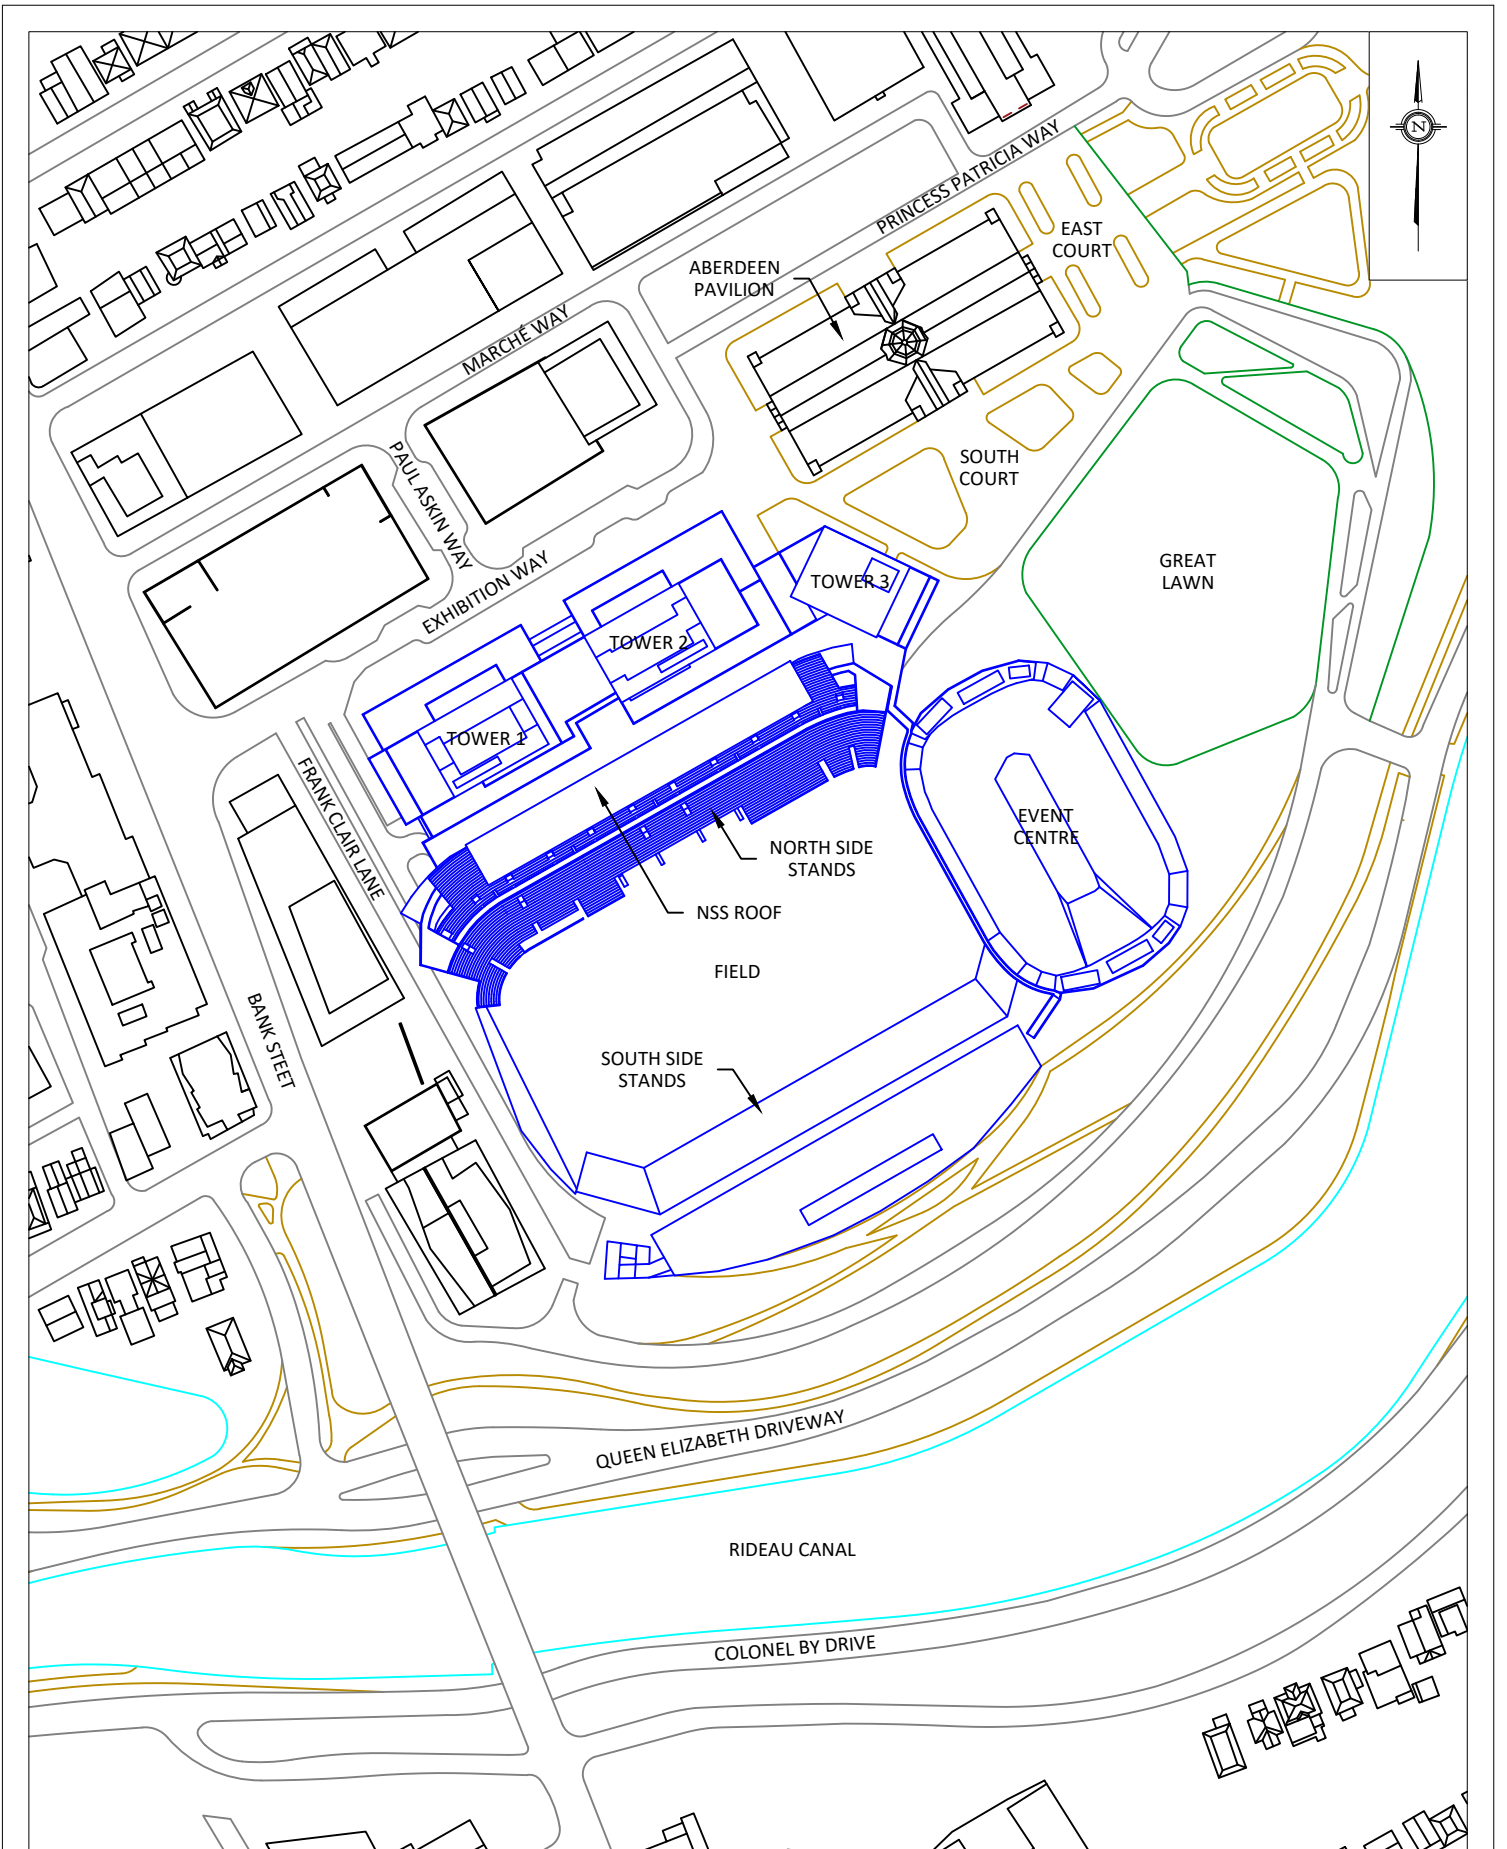 N
PRINCESS PATRICIA WAY
EAST
COURT
ABERDEEN
PAVILION
MARCHÉ WAY
SOUTH
COURT
PAUL ASKIN WAY
EXHIBITION WAY
GREAT
LAWN
TOWER 3
TOWER 2
TOWER 1
FRANK CLAIR LANE
EVENT
CENTRE
NORTH SIDE
STANDS
NSS ROOF
FIELD
BANK STEET
SOUTH SIDE
STANDS
QUEEN ELIZABETH DRIVEWAY
RIDEAU CANAL
COLONEL BY DRIVE